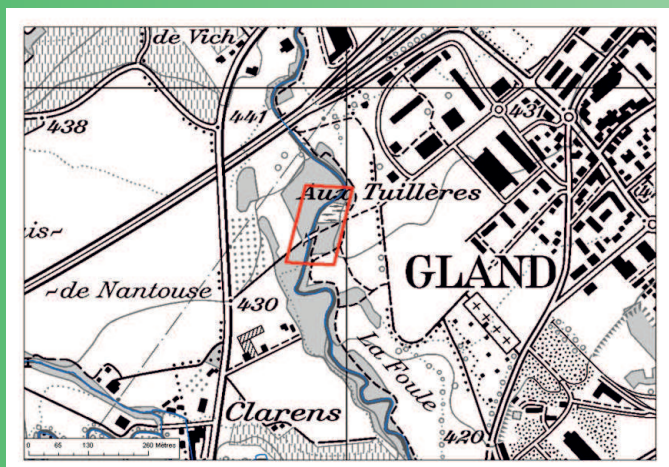 de Vich
438
441
431
Aux Tuillères
ais~
~de Nantouse
GLAND
430
La Foule
Clarens
420
0 65 130 260 Mètres